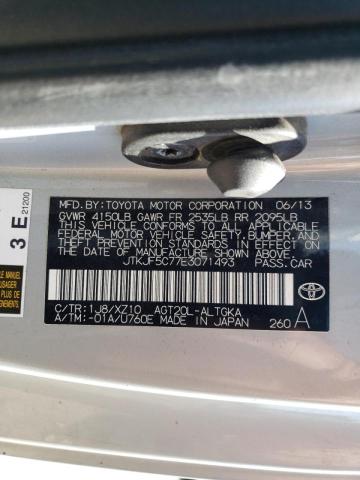 MFD.BY:TOYOTA MOTOR CORPORATION 06/13
GVWR 4150LB GAWR FR 2535LB RR 2095LB
THIS VEHICLE CONFORMS TO ALL APPLICABLE
FEDERAL MOTOR VEHICLE SAFETY, BUMPER,
AND THEFT PREVENTION STANDARDS IN EFFECT
ON THE DATE OF MANUFACTURE SHOWN ABOVE.
JTKJF5C77E3071493 PASS.CAR
C/TR:1J8/XZ10 AGT20L-ALTGKA
A/TM:-01A/U760E MADE IN JAPAN 260 A
3 E
21200
USAGER